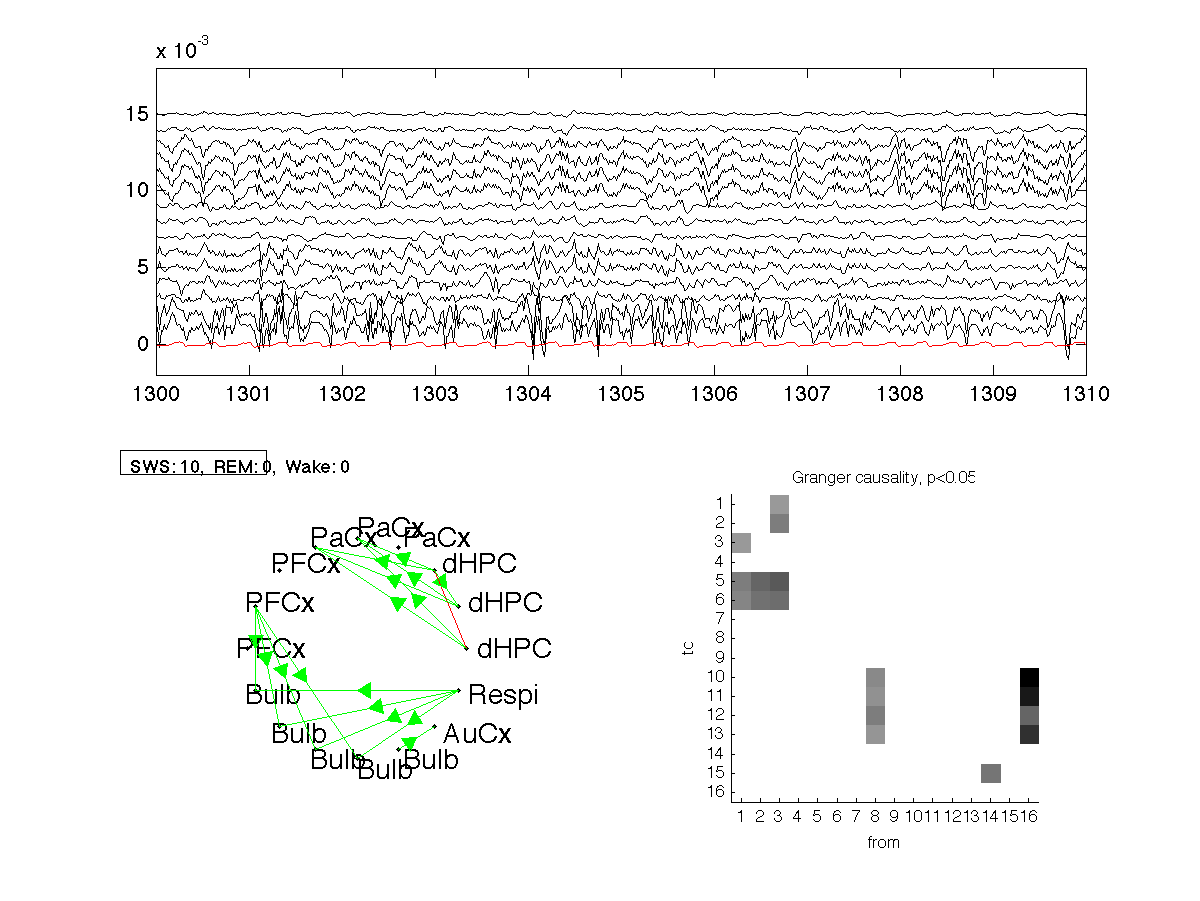 x 10-3
15
10
5
0
1300 1301 1302 1303 1304 1305 1306 1307 1308 1309 1310
SWS:10, REM:0, Wake:0
Granger causality, p<0.05
PaCx
PaCx PaCx
PFCx dHPC
PFCx dHPC
PFCx dHPC
Bulb Respi
Bulb AuCx
Bulb Bulb
Bulb
1
2
3
4
5
6
7
8
9
10
11
12
13
14
15
16
to
1 2 3 4 5 6 7 8 9 10 11 12 13 14 15 16
from